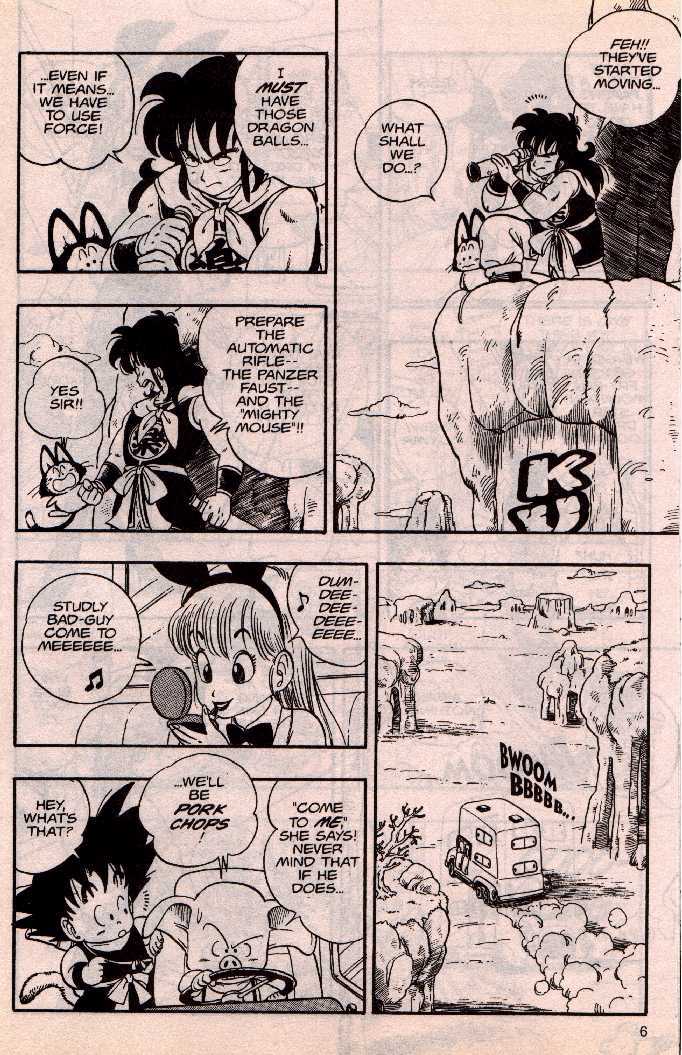 FEH!!
THEY'VE
STARTED
MOVING...
WHAT
SHALL
WE
DO...?
KW
I
MUST
HAVE
THOSE
DRAGON
BALLS...
...EVEN IF
IT MEANS...
WE HAVE
TO USE
FORCE!
PREPARE
THE
AUTOMATIC
RIFLE--
THE PANZER
FAUST--
AND THE
"MIGHTY
MOUSE"!!
YES
SIR!!
BWOOM
BBBB...
DUM-
DEE-
DEE-
DEEE-
EEEE...
STUDLY
BAD-GUY
COME TO
MEEEEEE...
"COME
TO ME,"
SHE SAYS!
NEVER
MIND THAT
IF HE
DOES...
...WE'LL
BE
PORK
CHOPS
!
HEY,
WHAT'S
THAT?
6